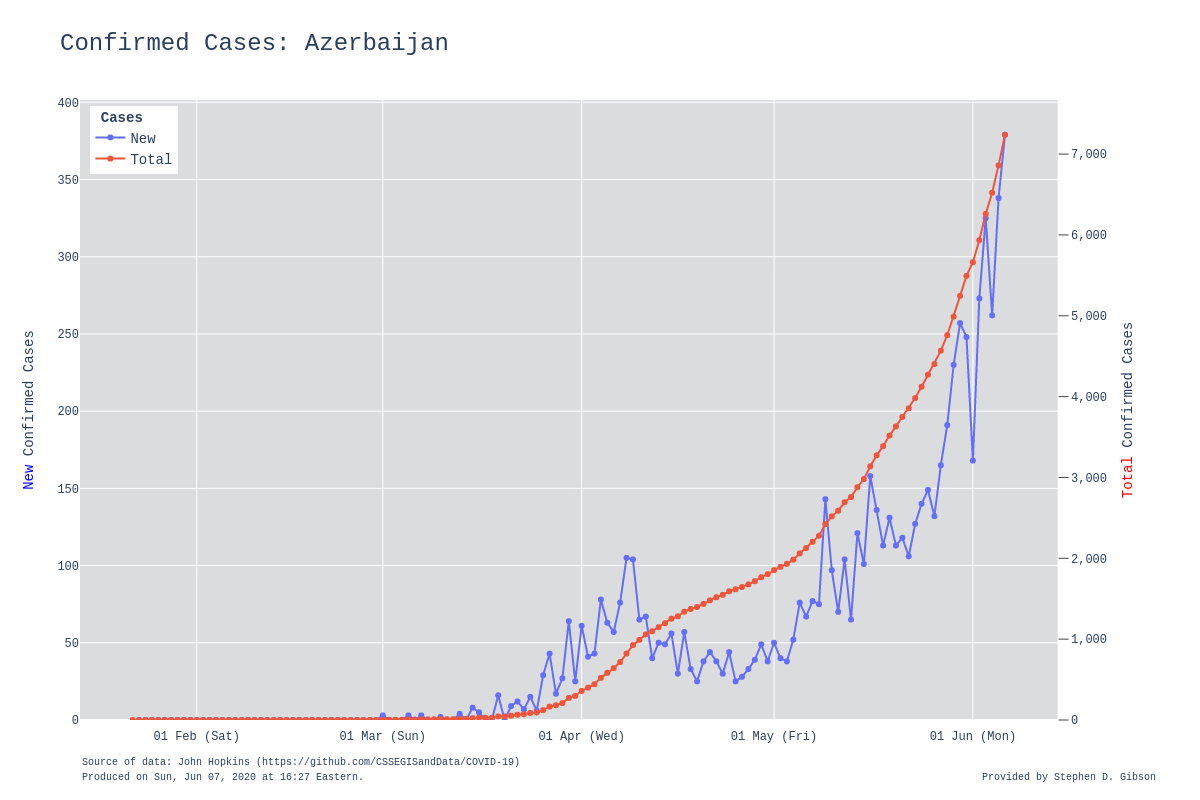 Confirmed Cases: Azerbaijan
Cases
New
Total
400
350
300
250
200
150
100
50
0
7,000
6,000
5,000
4,000
3,000
2,000
1,000
0
New Confirmed Cases
Total Confirmed Cases
01 Feb (Sat)
01 Mar (Sun)
01 Apr (Wed)
01 May (Fri)
01 Jun (Mon)
Source of data: John Hopkins (https://github.com/CSSEGISandData/COVID-19)
Produced on Sun, Jun 07, 2020 at 16:27 Eastern.
Provided by Stephen D. Gibson